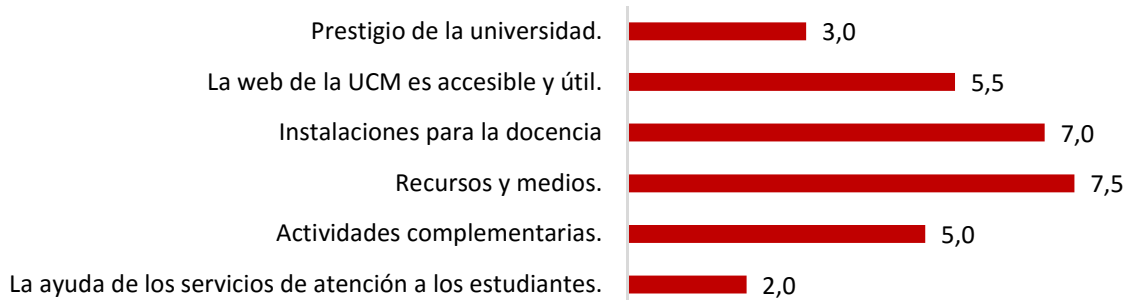 Prestigio de la universidad. 3,0
La web de la UCM es accesible y útil. 5,5
Instalaciones para la docencia 7,0
Recursos y medios. 7,5
Actividades complementarias. 5,0
La ayuda de los servicios de atención a los estudiantes. 2,0